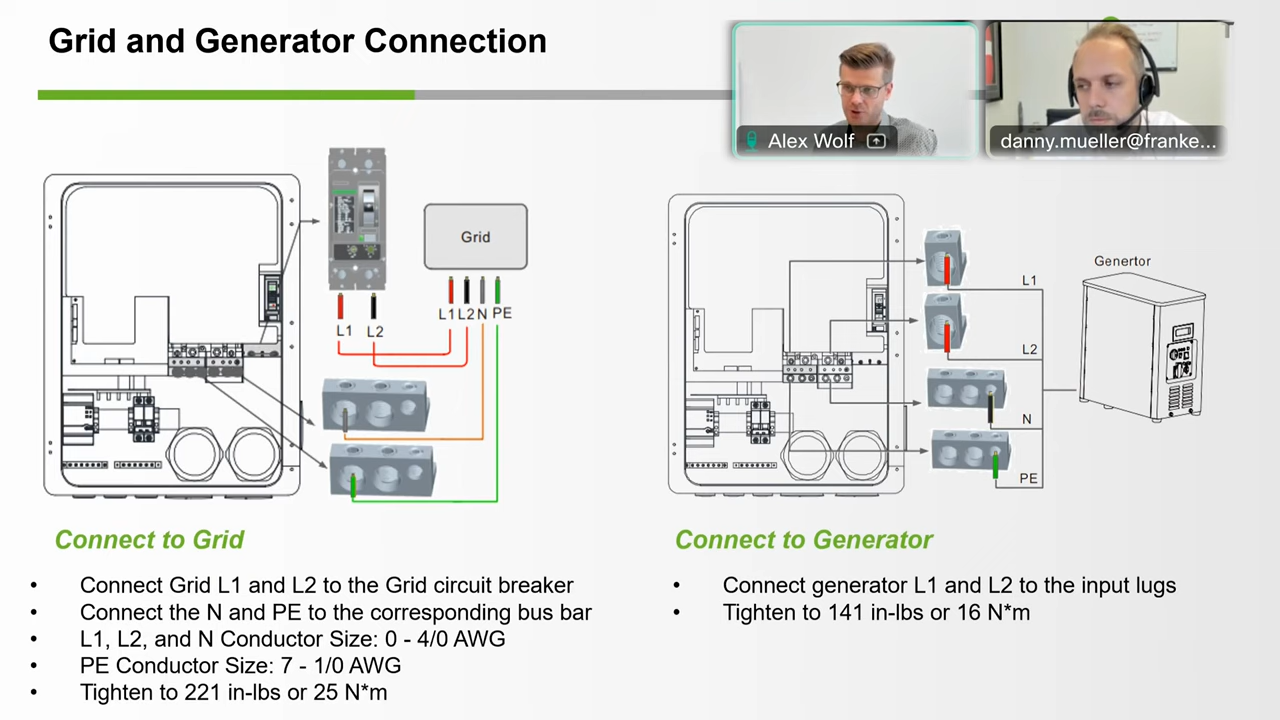 Grid and Generator Connection
Alex Wolf
danny.mueller@franke...
Grid
L1 L2 N PE
L1 L2
Connect to Grid
• Connect Grid L1 and L2 to the Grid circuit breaker
• Connect the N and PE to the corresponding bus bar
• L1, L2, and N Conductor Size: 0 - 4/0 AWG
• PE Conductor Size: 7 - 1/0 AWG
• Tighten to 221 in-lbs or 25 N*m
Genertor
L1
L2
N
PE
Connect to Generator
• Connect generator L1 and L2 to the input lugs
• Tighten to 141 in-lbs or 16 N*m